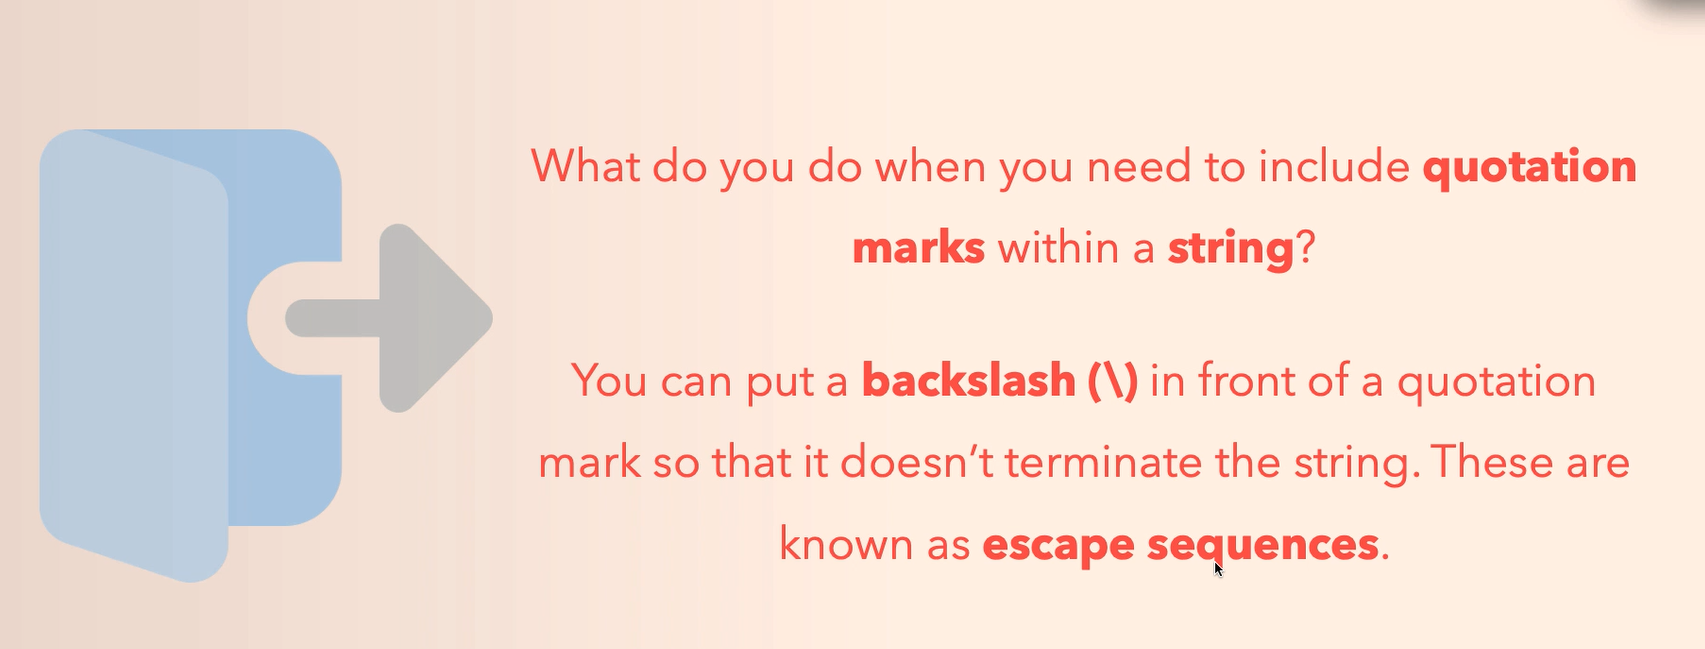 What do you do when you need to include quotation
marks within a string?
You can put a backslash (\) in front of a quotation
mark so that it doesn’t terminate the string. These are
known as escape sequences.